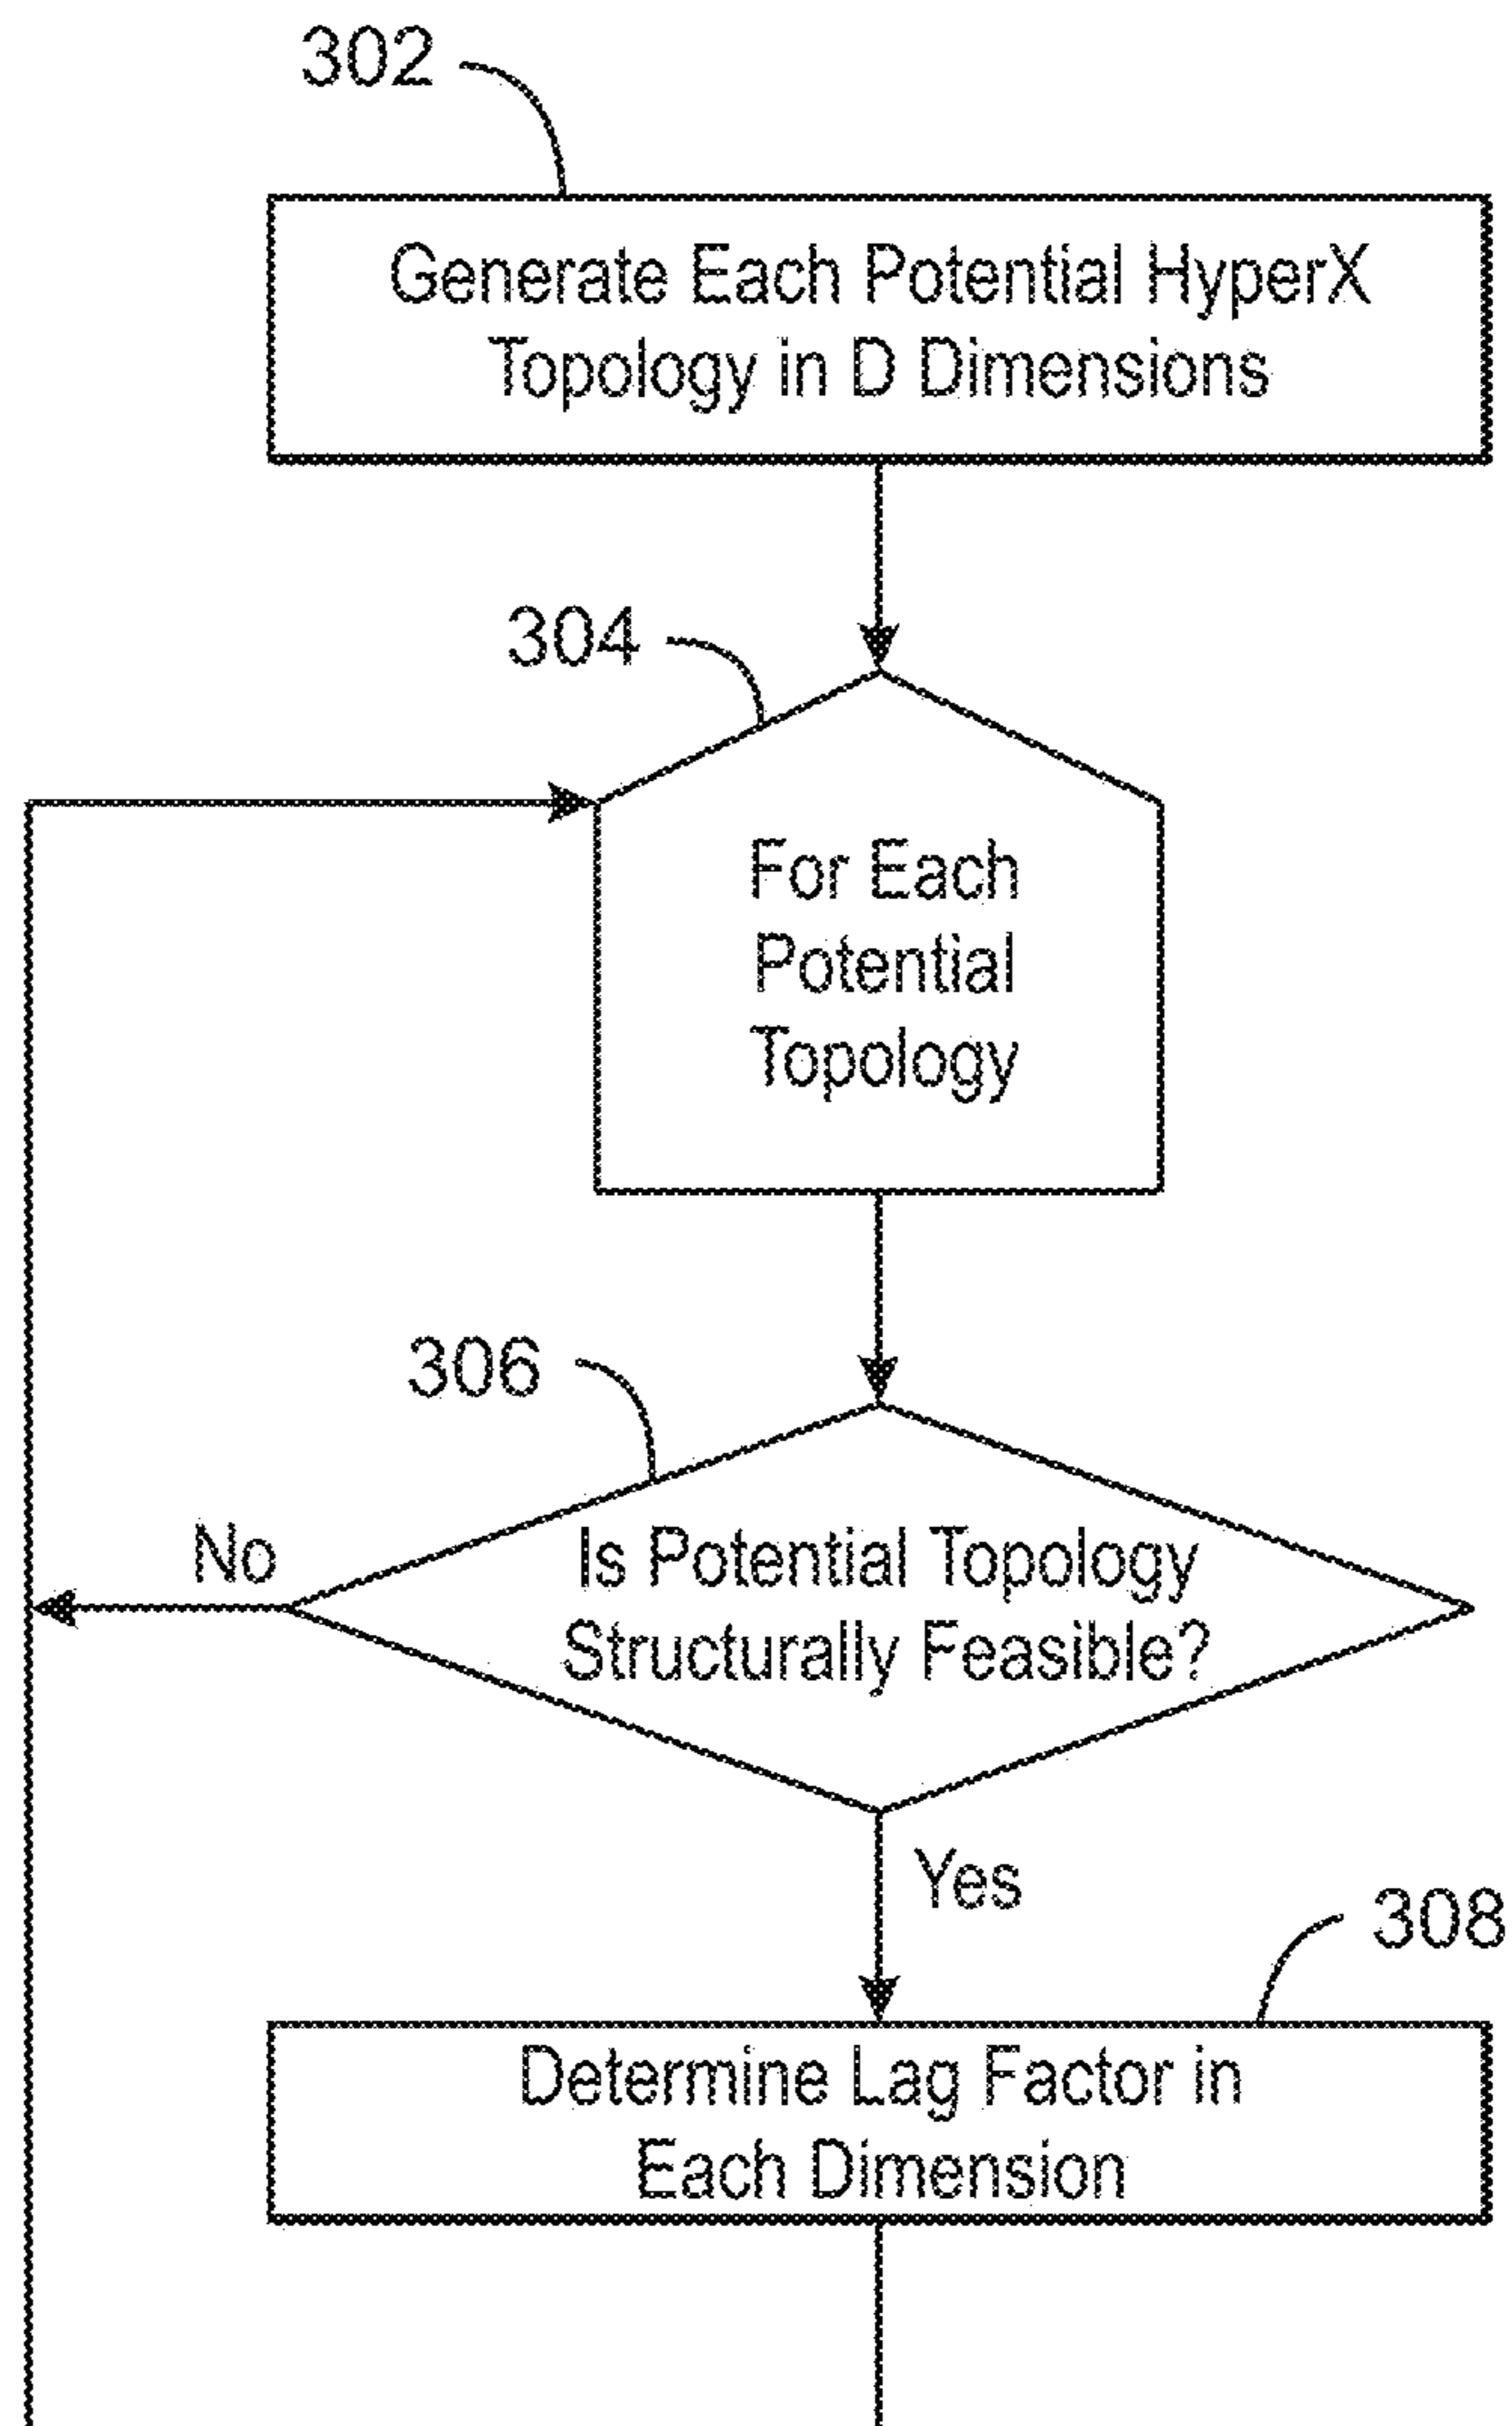 302
Generate Each Potential HyperX
Topology in D Dimensions
304
For Each
Potential
Topology
306
Is Potential Topology
Structurally Feasible?
No
Yes
308
Determine Lag Factor in
Each Dimension